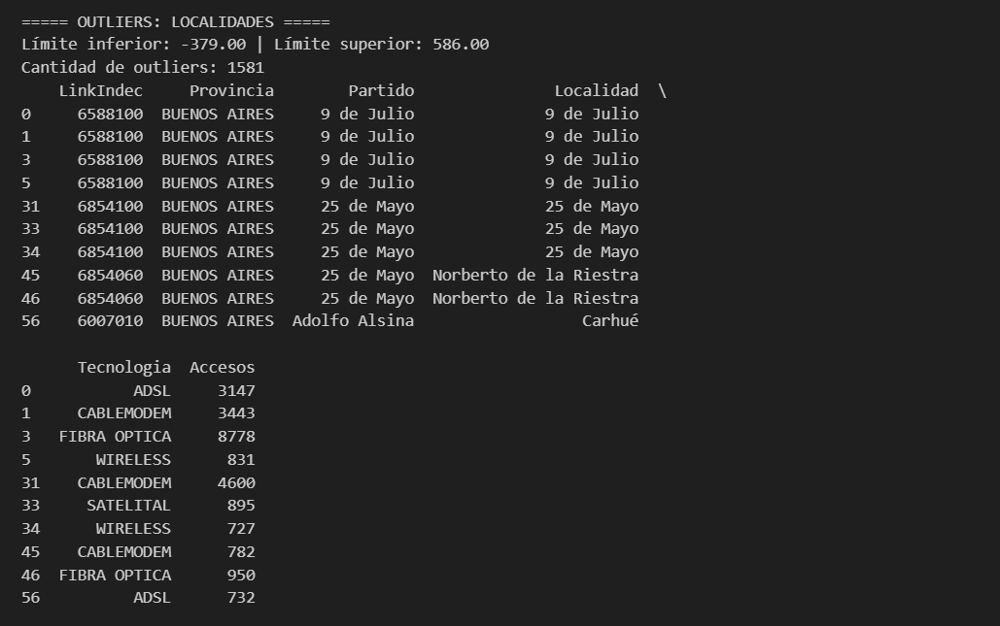 ===== OUTLIERS: LOCALIDADES =====
Límite inferior: -379.00 | Límite superior: 586.00
Cantidad de outliers: 1581
    LinkIndec     Provincia        Partido               Localidad  \
0     6588100  BUENOS AIRES     9 de Julio              9 de Julio
1     6588100  BUENOS AIRES     9 de Julio              9 de Julio
3     6588100  BUENOS AIRES     9 de Julio              9 de Julio
5     6588100  BUENOS AIRES     9 de Julio              9 de Julio
31    6854100  BUENOS AIRES     25 de Mayo              25 de Mayo
33    6854100  BUENOS AIRES     25 de Mayo              25 de Mayo
34    6854100  BUENOS AIRES     25 de Mayo              25 de Mayo
45    6854060  BUENOS AIRES     25 de Mayo  Norberto de la Riestra
46    6854060  BUENOS AIRES     25 de Mayo  Norberto de la Riestra
56    6007010  BUENOS AIRES  Adolfo Alsina                  Carhué
      Tecnologia  Accesos
0           ADSL     3147
1     CABLEMODEM     3443
3   FIBRA OPTICA     8778
5       WIRELESS      831
31    CABLEMODEM     4600
33     SATELITAL      895
34      WIRELESS      727
45    CABLEMODEM      782
46  FIBRA OPTICA      950
56          ADSL      732